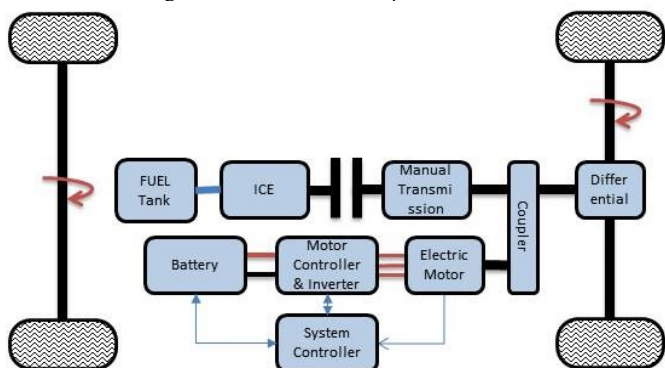 FUEL
Tank
ICE
Manual
Transmi
ssion
Coupler
Differ
ential
Battery
Motor
Controller
& Inverter
Electric
Motor
System
Controller